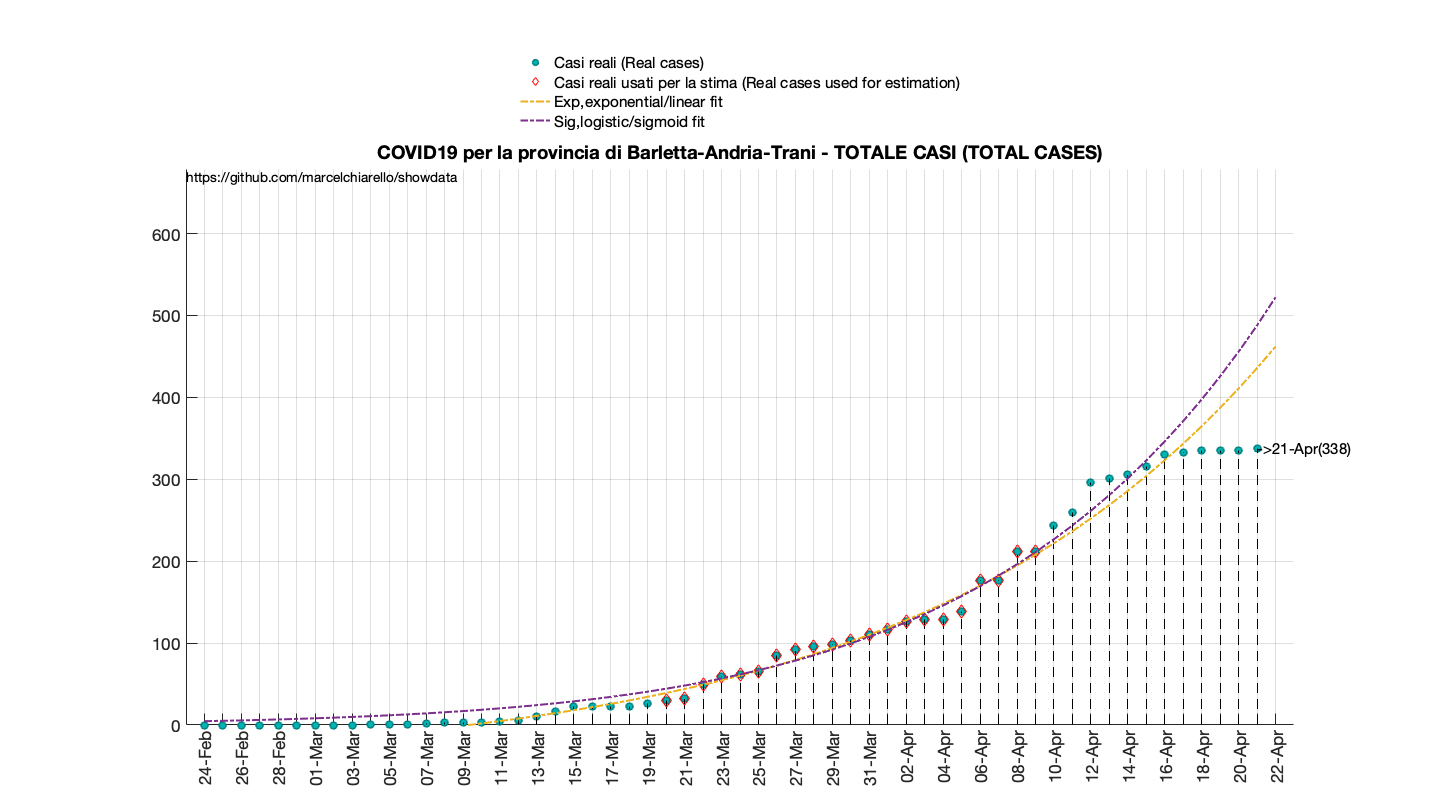 Casi reali (Real cases)
Casi reali usati per la stima (Real cases used for estimation)
Exp,exponential/linear fit
Sig,logistic/sigmoid fit
COVID19 per la provincia di Barletta-Andria-Trani - TOTALE CASI (TOTAL CASES)
https://github.com/marcelchiarello/showdata
600
500
400
300
200
100
0
>21-Apr(338)
24-Feb
26-Feb
28-Feb
01-Mar
03-Mar
05-Mar
07-Mar
09-Mar
11-Mar
13-Mar
15-Mar
17-Mar
19-Mar
21-Mar
23-Mar
25-Mar
27-Mar
29-Mar
31-Mar
02-Apr
04-Apr
06-Apr
08-Apr
10-Apr
12-Apr
14-Apr
16-Apr
18-Apr
20-Apr
22-Apr